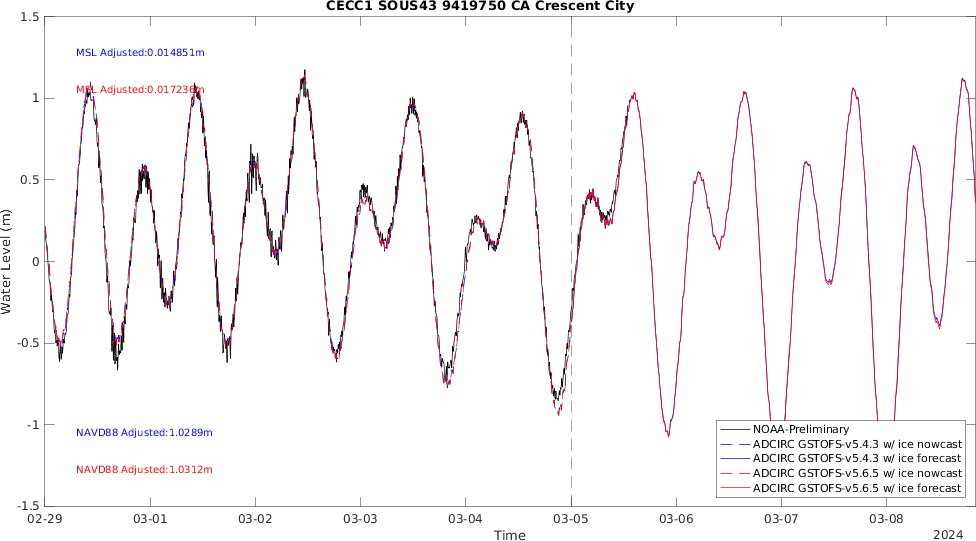 CECC1 SOUS43 9419750 CA Crescent City
1.5
MSL Adjusted:0.014851m
1
MSL Adjusted:0.017236m
0.5
0
Water Level (m)
-0.5
-1
NAVD88 Adjusted:1.0289m
NAVD88 Adjusted:1.0312m
-1.5
NOAA-Preliminary
ADCIRC GSTOFS-v5.4.3 w/ ice nowcast
ADCIRC GSTOFS-v5.4.3 w/ ice forecast
ADCIRC GSTOFS-v5.6.5 w/ ice nowcast
ADCIRC GSTOFS-v5.6.5 w/ ice forecast
02-29 03-01 03-02 03-03 03-04 03-05 03-06 03-07 03-08
Time
2024